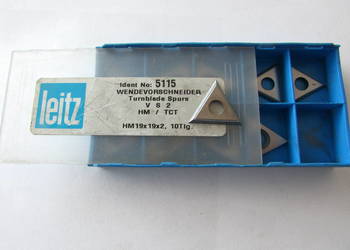 leitz
Ident No: 5115
WENDEVORSCHNEIDER
Turnblade Spurs
V S 2
HM / TCT
HM19x19x2, 10Tlg.